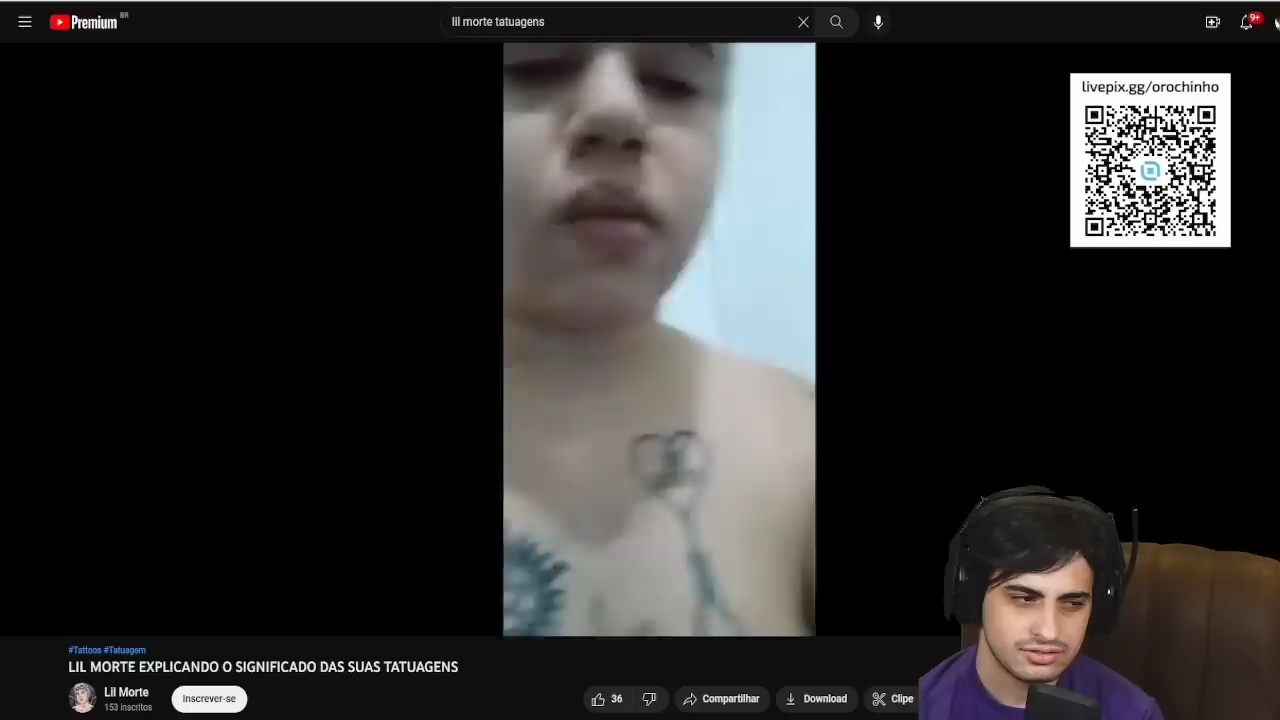 Premium BR
lil morte tatuagens
9+
livepix.gg/orochinho
#Tattoos #Tatuagem
LIL MORTE EXPLICANDO O SIGNIFICADO DAS SUAS TATUAGENS
Lil Morte
153 inscritos
Inscrever-se
36
Compartilhar
Download
Clipe